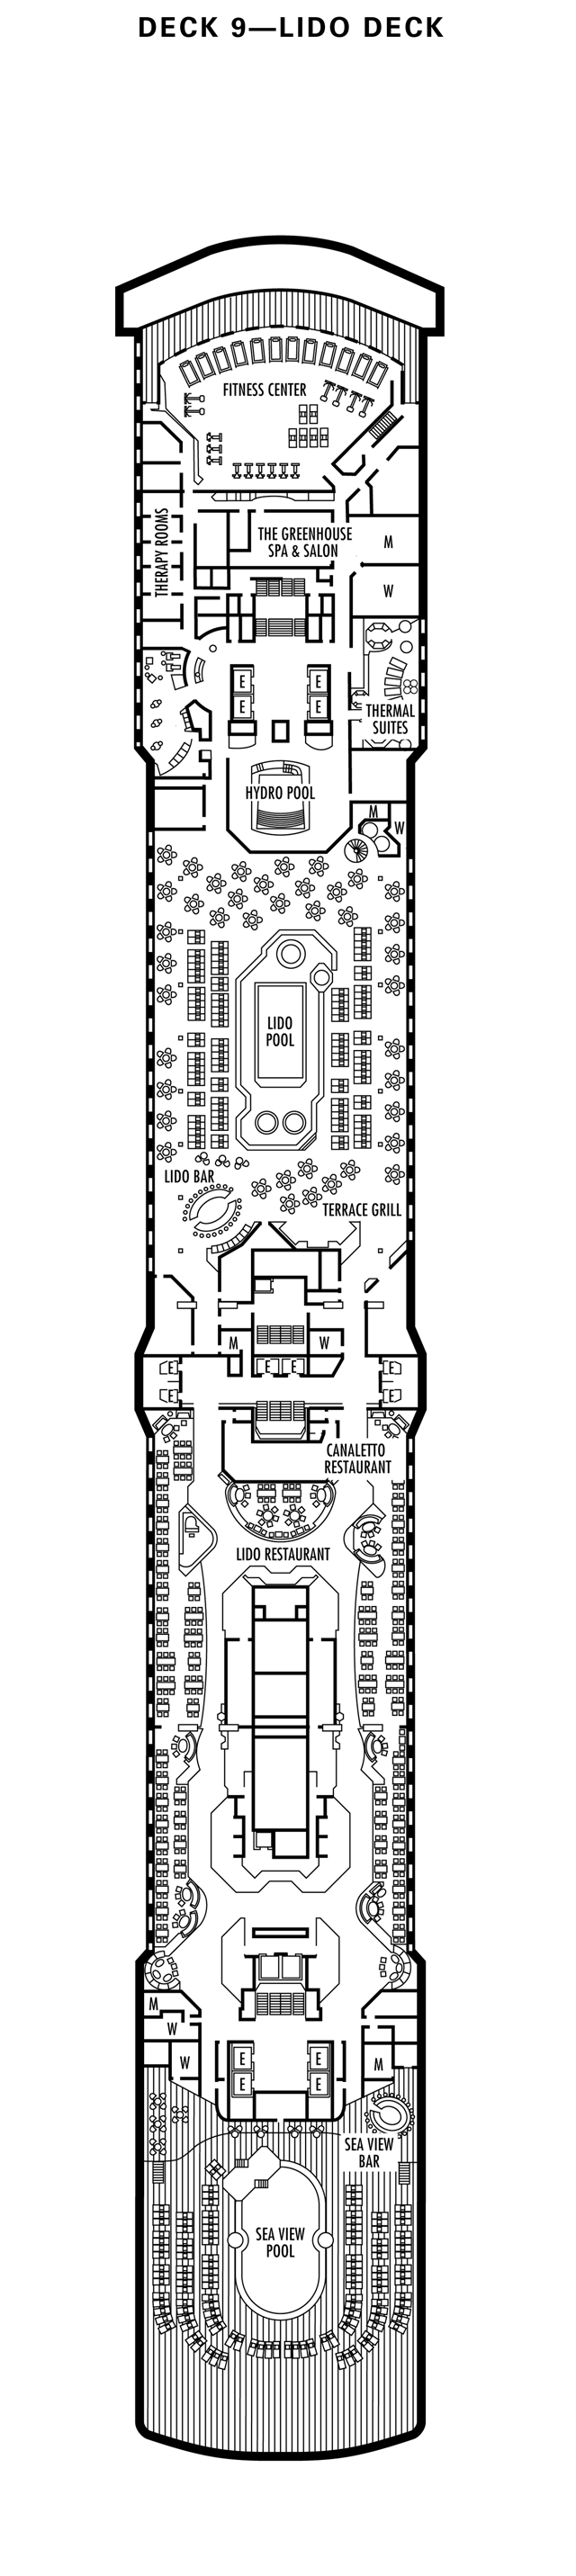 DECK 9—LIDO DECK
FITNESS CENTER
THERAPY ROOMS
THE GREENHOUSE
SPA & SALON
M
W
E
E
E
E
THERMAL
SUITES
HYDRO POOL
M
W
LIDO
POOL
LIDO BAR
TERRACE GRILL
M
W
E
E
E
E
E
E
CANALETTO
RESTAURANT
LIDO RESTAURANT
M
W
W
M
E
E
E
E
SEA VIEW
BAR
SEA VIEW
POOL